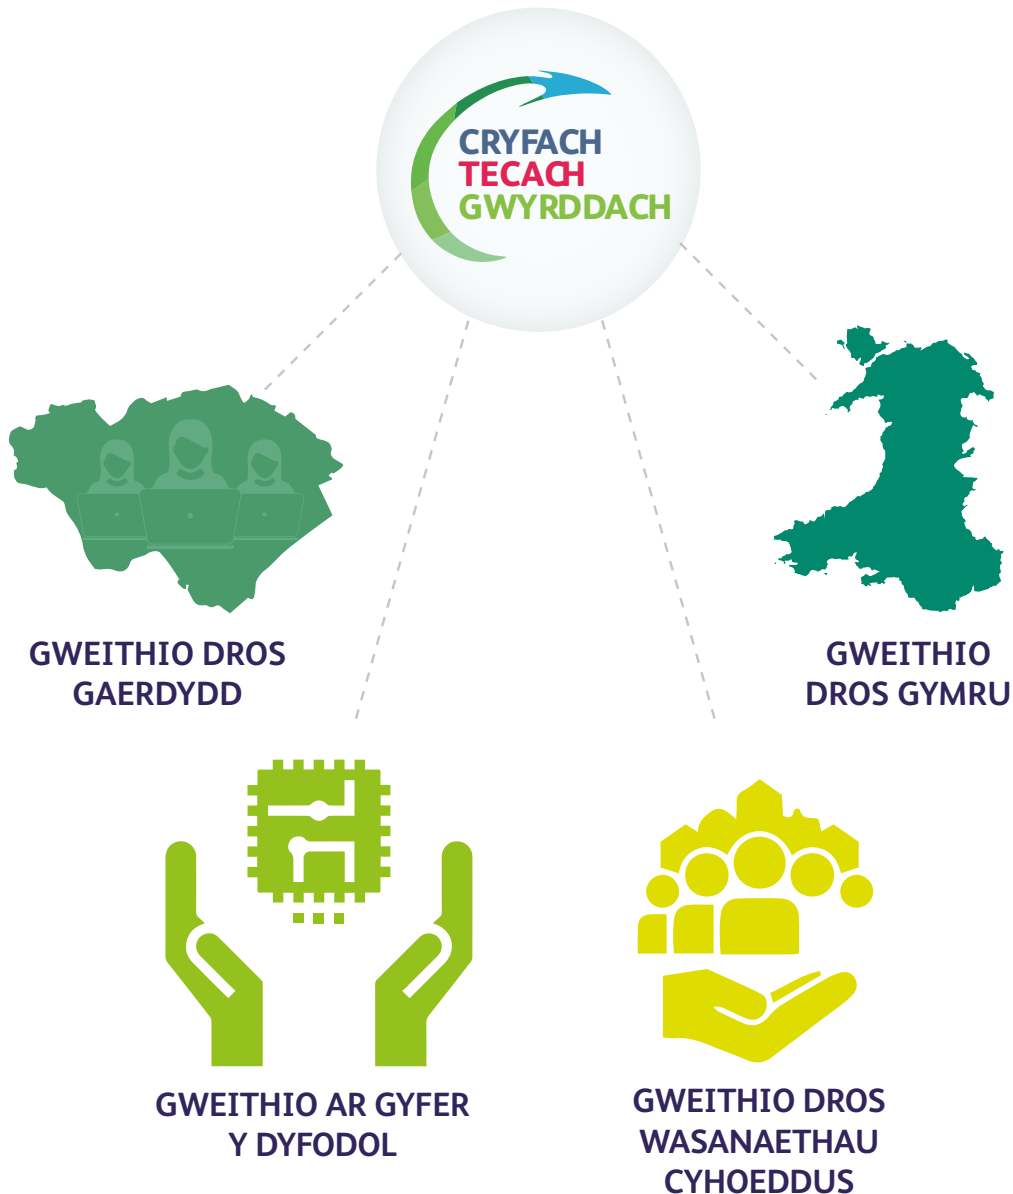 CRYFACH
TECACH
GWYRDDACH
GWEITHIO DROS
GAERDYDD
GWEITHIO
DROS GYMRU
GWEITHIO AR GYFER
Y DYFODOL
GWEITHIO DROS
WASANAETHAU
CYHOEDDUS